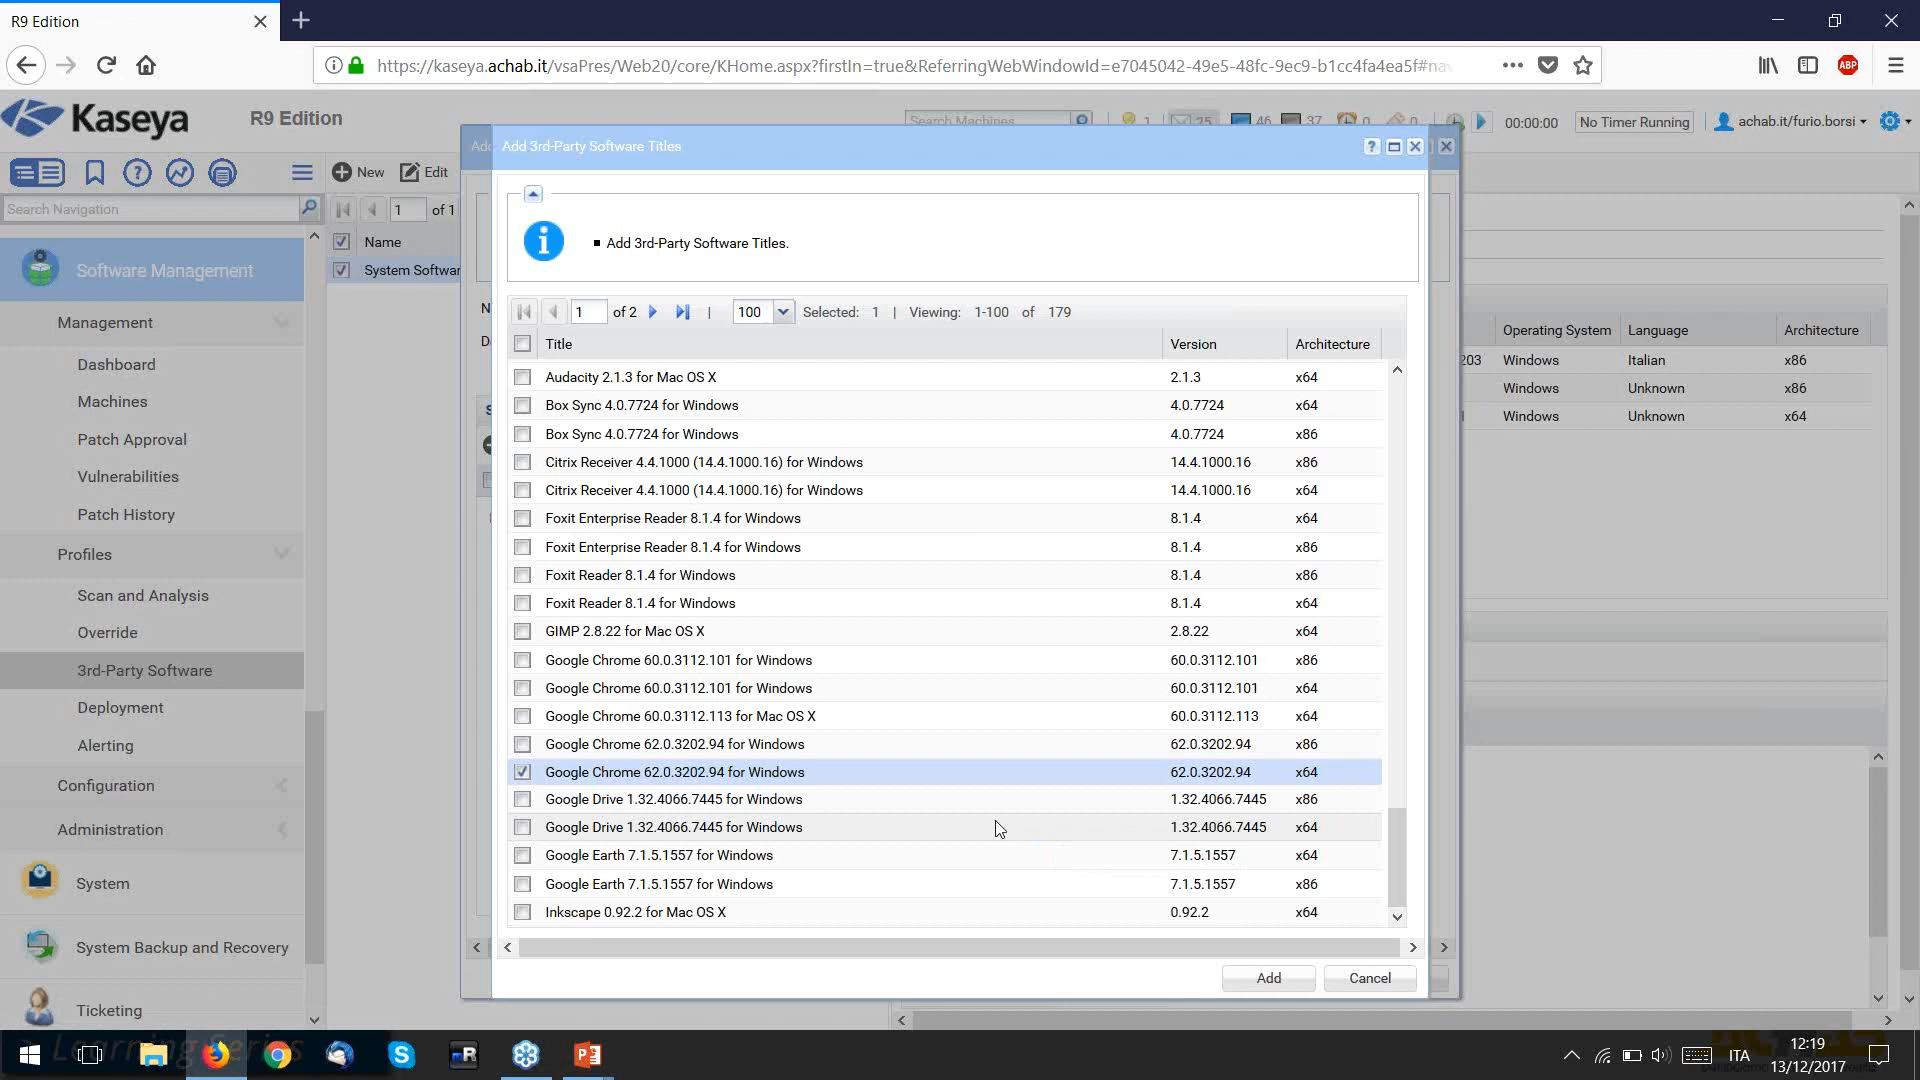 R9 Edition
https://kaseya.achab.it/vsaPres/Web20/core/KHome.aspx?firstIn=true&ReferringWebWindowId=e7045042-49e5-48fc-9ec9-b1cc4fa4ea5f#nav
ABP
Kaseya
R9 Edition
Search Machines
1 25 46 37 0 0
00:00:00
No Timer Running
achab.it/furio.borsi
New
Edit
Search Navigation
1 of 1
Name
System Softwar
Software Management
Management
Dashboard
Machines
Patch Approval
Vulnerabilities
Patch History
Profiles
Scan and Analysis
Override
3rd-Party Software
Deployment
Alerting
Configuration
Administration
System
System Backup and Recovery
Ticketing
Add 3rd-Party Software Titles
Add 3rd-Party Software Titles.
1 of 2 | 100 Selected: 1 | Viewing: 1-100 of 179
Title Version Architecture
Audacity 2.1.3 for Mac OS X 2.1.3 x64
Box Sync 4.0.7724 for Windows 4.0.7724 x64
Box Sync 4.0.7724 for Windows 4.0.7724 x86
Citrix Receiver 4.4.1000 (14.4.1000.16) for Windows 14.4.1000.16 x86
Citrix Receiver 4.4.1000 (14.4.1000.16) for Windows 14.4.1000.16 x64
Foxit Enterprise Reader 8.1.4 for Windows 8.1.4 x64
Foxit Enterprise Reader 8.1.4 for Windows 8.1.4 x86
Foxit Reader 8.1.4 for Windows 8.1.4 x86
Foxit Reader 8.1.4 for Windows 8.1.4 x64
GIMP 2.8.22 for Mac OS X 2.8.22 x64
Google Chrome 60.0.3112.101 for Windows 60.0.3112.101 x86
Google Chrome 60.0.3112.101 for Windows 60.0.3112.101 x64
Google Chrome 60.0.3112.113 for Mac OS X 60.0.3112.113 x64
Google Chrome 62.0.3202.94 for Windows 62.0.3202.94 x86
Google Chrome 62.0.3202.94 for Windows 62.0.3202.94 x64
Google Drive 1.32.4066.7445 for Windows 1.32.4066.7445 x86
Google Drive 1.32.4066.7445 for Windows 1.32.4066.7445 x64
Google Earth 7.1.5.1557 for Windows 7.1.5.1557 x64
Google Earth 7.1.5.1557 for Windows 7.1.5.1557 x86
Inkscape 0.92.2 for Mac OS X 0.92.2 x64
Add
Cancel
Operating System Language Architecture
203 Windows Italian x86
Windows Unknown x86
Windows Unknown x64
Learning Series
ITA
12:19
13/12/2017